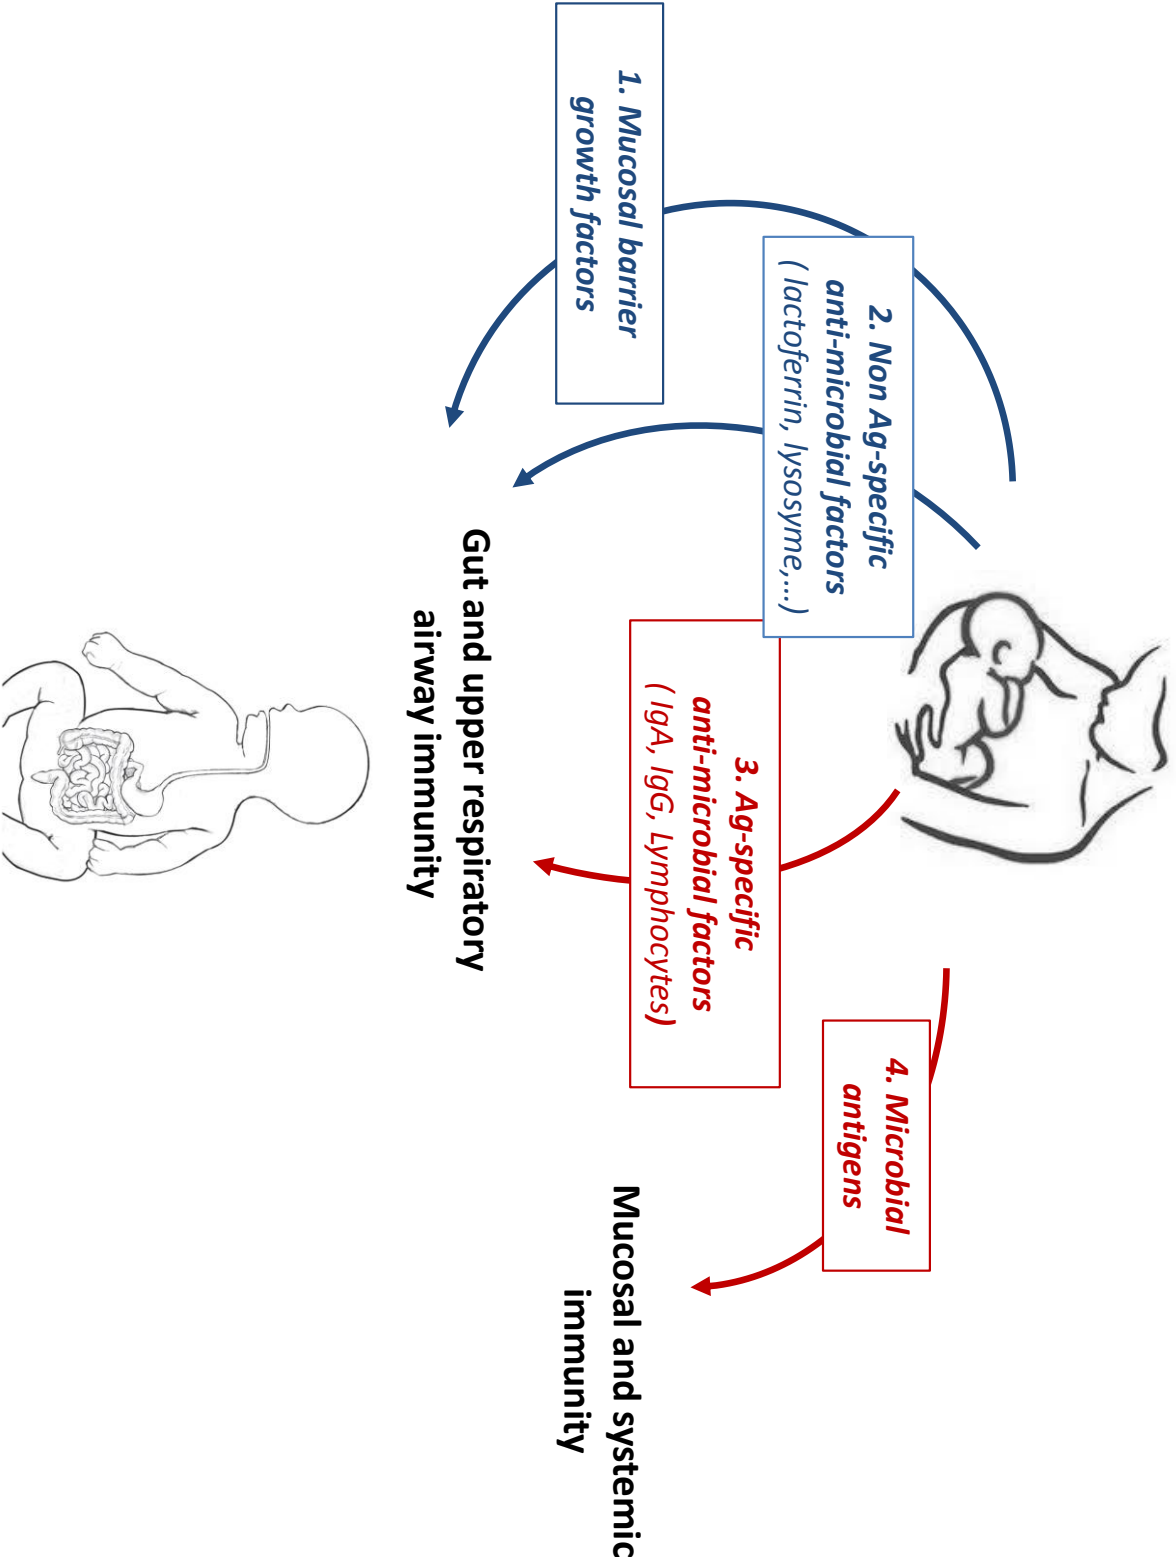 1. Mucosal barrier
growth factors
2. Non Ag-specific
anti-microbial factors
( lactoferrin, lysosyme,…)
3. Ag-specific
anti-microbial factors
( IgA, IgG, Lymphocytes)
4. Microbial
antigens
Gut and upper respiratory
airway immunity
Mucosal and systemic
immunity